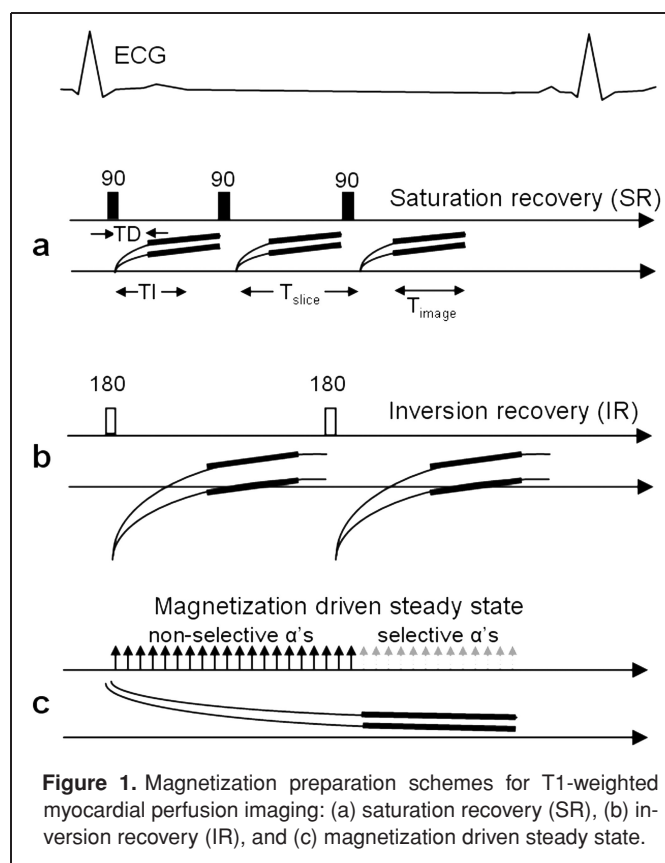 ECG
90 90 90
Saturation recovery (SR)
TD
a
TI
Tslice
Timage
180 180
Inversion recovery (IR)
b
Magnetization driven steady state
non-selective α's selective α's
c
Figure 1. Magnetization preparation schemes for T1-weighted
myocardial perfusion imaging: (a) saturation recovery (SR), (b) in-
version recovery (IR), and (c) magnetization driven steady state.